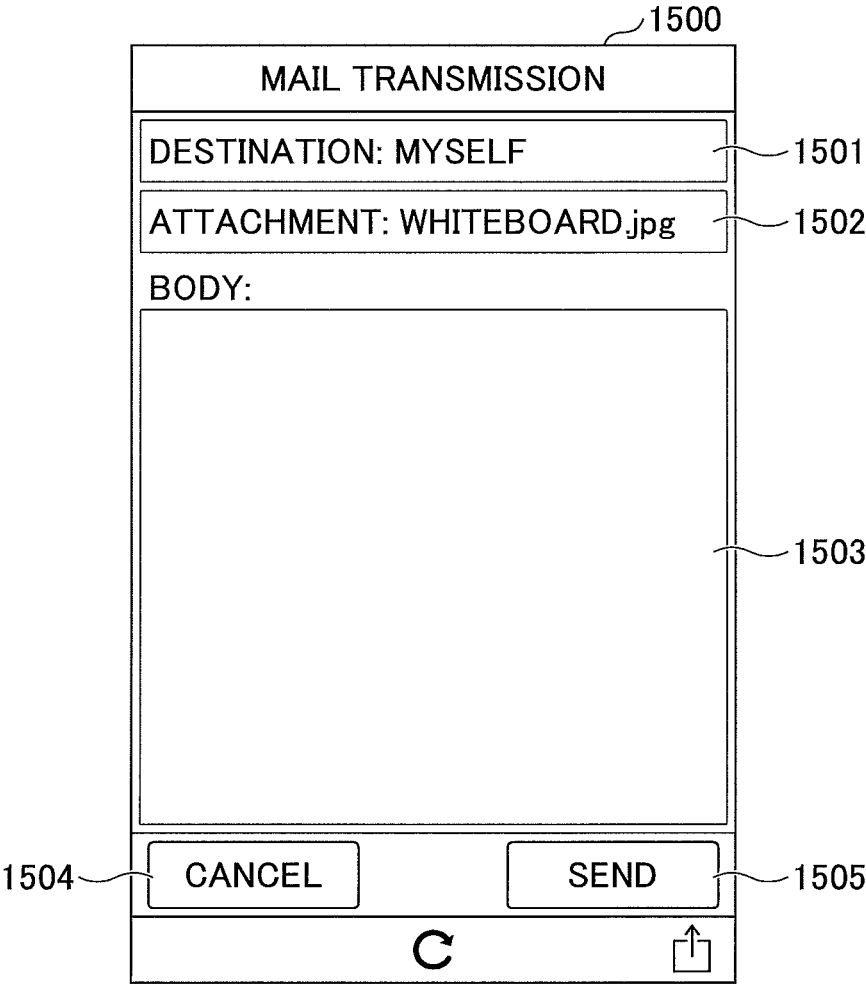 1500
MAIL TRANSMISSION
DESTINATION: MYSELF
1501
ATTACHMENT: WHITEBOARD.jpg
1502
BODY:
1503
1504
CANCEL
SEND
1505